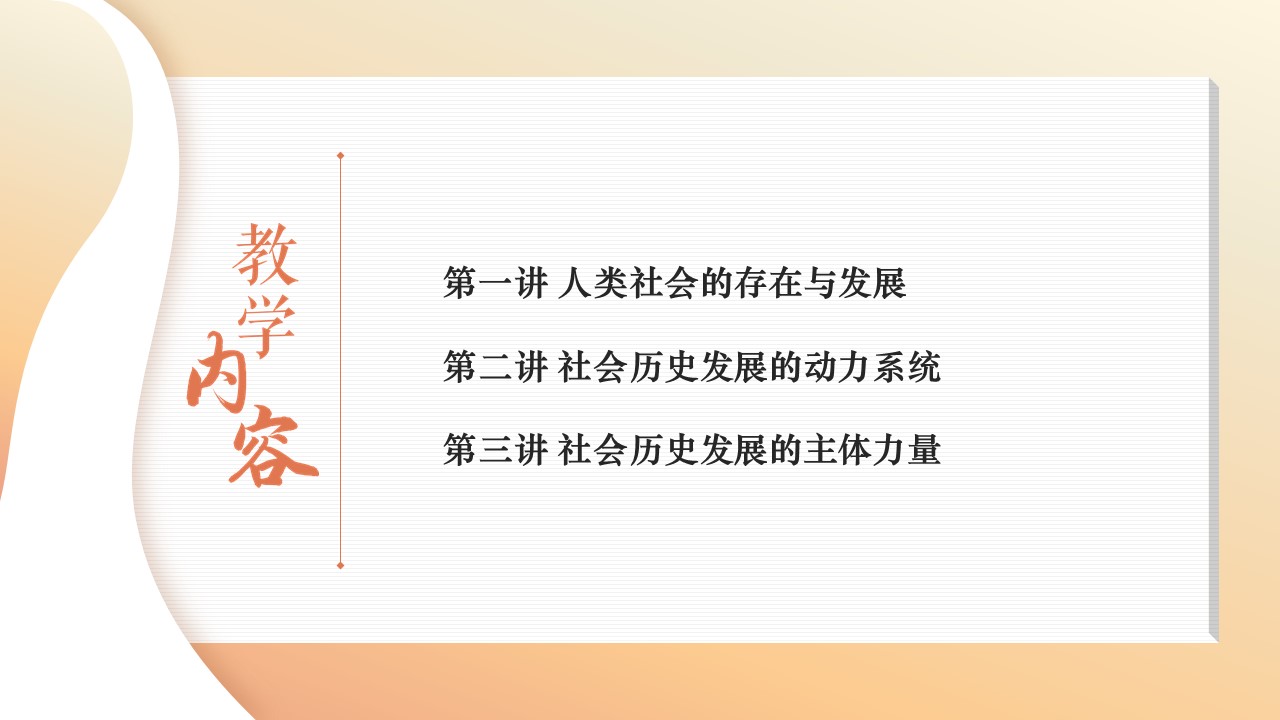 教学内容
第一讲 人类社会的存在与发展
第二讲 社会历史发展的动力系统
第三讲 社会历史发展的主体力量